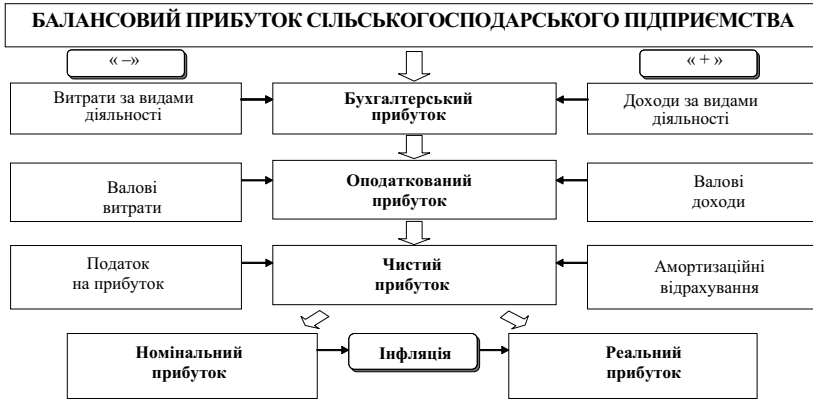 БАЛАНСОВИЙ ПРИБУТОК СІЛЬСЬКОГОСПОДАРСЬКОГО ПІДПРИЄМСТВА
« –»
« + »
Витрати за видами
діяльності
Бухгалтерський
прибуток
Доходи за видами
діяльності
Валові
витрати
Оподаткований
прибуток
Валові
доходи
Податок
на прибуток
Чистий
прибуток
Амортизаційні
відрахування
Номінальний
прибуток
Інфляція
Реальний
прибуток